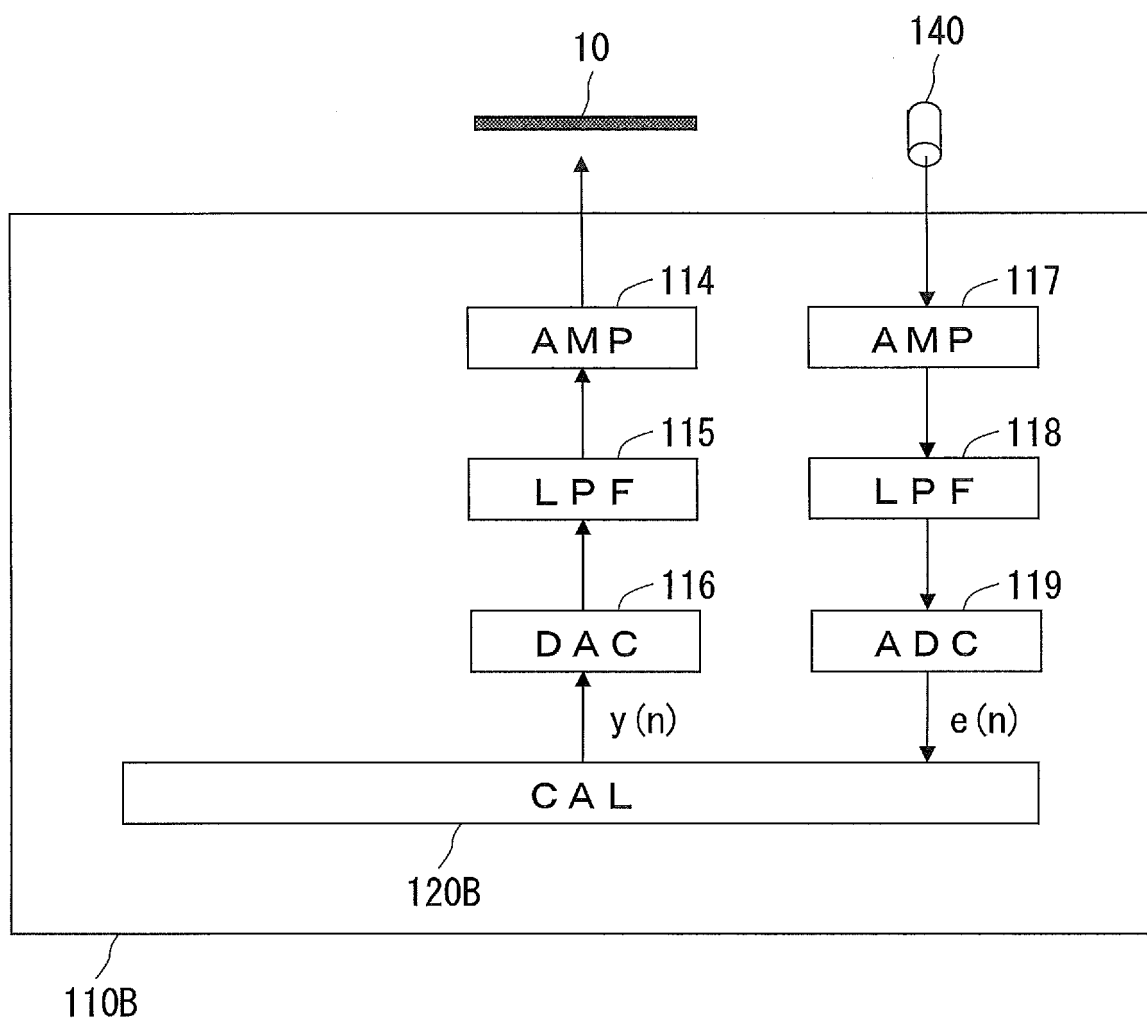 10
140
114
117
AMP
AMP
115
118
LPF
LPF
116
119
DAC
ADC
y(n)
e(n)
CAL
120B
110B